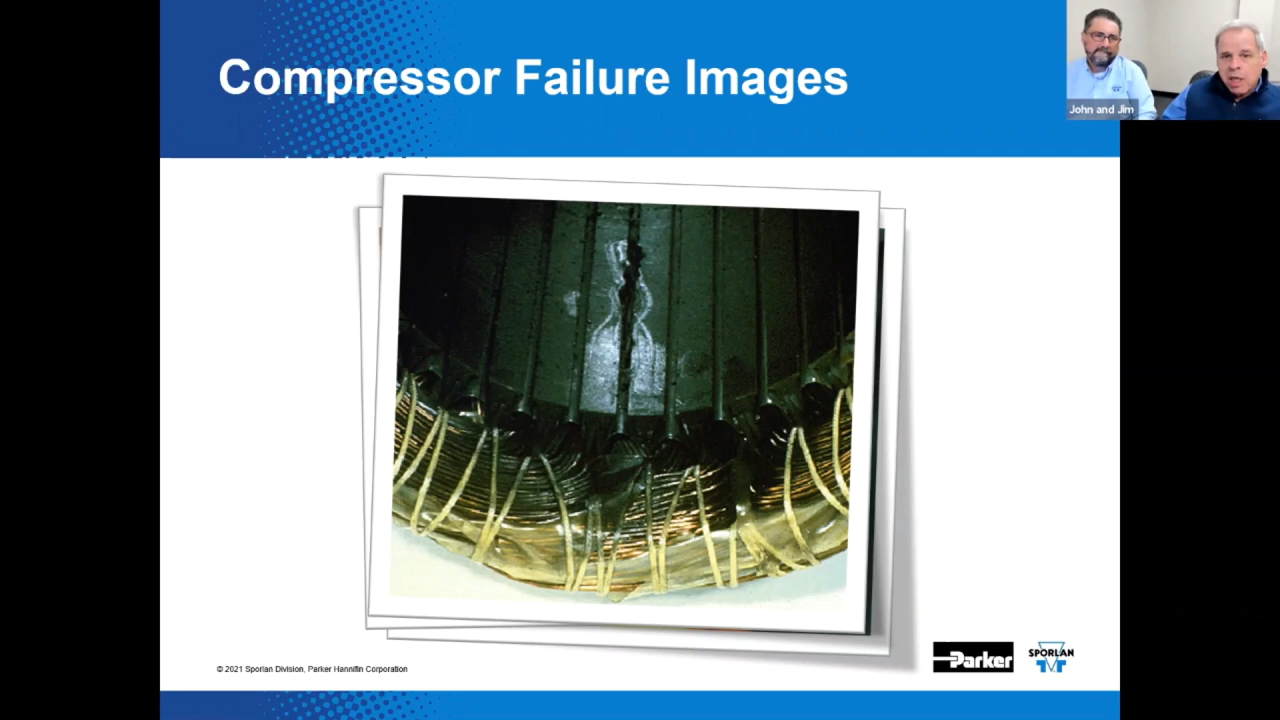 Compressor Failure Images
John and Jim
© 2021 Sporlan Division, Parker Hannifin Corporation
Parker
SPORLAN